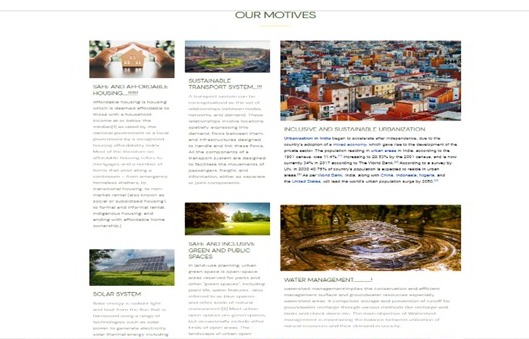 OUR MOTIVES
SAFE AND AFFORDABLE
HOUSING....!!!!!!
Affordable housing is housing
which is deemed affordable to
those with a household
income at or below the
median[1] as rated by the
national government or a local
government by a recognized
housing affordability index.
Most of the literature on
affordable housing refers to
mortgages and a number of
forms that exist along a
continuum – from emergency
homeless shelters, to
transitional housing, to non-
market rental (also known as
social or subsidized housing),
to formal and informal rental,
indigenous housing, and
ending with affordable home
ownership.[
SOLAR SYSTEM
Solar energy is radiant light
and heat from the Sun that is
harnessed using a range of
technologies such as solar
power to generate electricity,
solar thermal energy including
SUSTAINABLE
TRANSPORT SYSTEM...!!!
A transport system can be
conceptualized as the set of
relationships between nodes,
networks, and demand. These
relationships involve locations
spatially expressing this
demand, flows between them,
and infrastructures designed
to handle and link these flows.
All the components of a
transport system are designed
to facilitate the movements of
passengers, freight, and
information, either as separate
or joint components.
SAFE AND INCLUSIVE
GREEN AND PUBLIC
SPACES
In land-use planning, urban
green space is open-space
areas reserved for parks and
other "green spaces", including
plant life, water features
and other kinds of natural
environment.[1] Most urban
open spaces are green spaces,
but occasionally include other
kinds of open areas. The
landscape of urban open
INCLUSIVE AND SUSTAINABLE URBANIZATION
Urbanisation in India began to accelerate after independence, due to the
country's adoption of a mixed economy, which gave rise to the development of the
private sector. The population residing in urban areas in India, according to the
1901 census, was 11.4%. increasing to 28.53% by the 2001 census, and is now
currently 34% in 2017 according to The World Bank. According to a survey by
UN, in 2030 40.76% of country's population is expected to reside in urban
areas. As per World Bank, India, along with China, Indonesia, Nigeria, and
the United States, will lead the world's urban population surge by 2050.
WATER MANAGEMENT
watershed management implies the conservation and efficient
management surface and groundwater resources especially
watershed areas. It comprises storage and prevention of runoff for
groundwater recharge through various methods like recharge and
tanks and check dams etc. The main objective of Watershed
management is maintaining the balance between utilization of
natural resources and their demand in society.